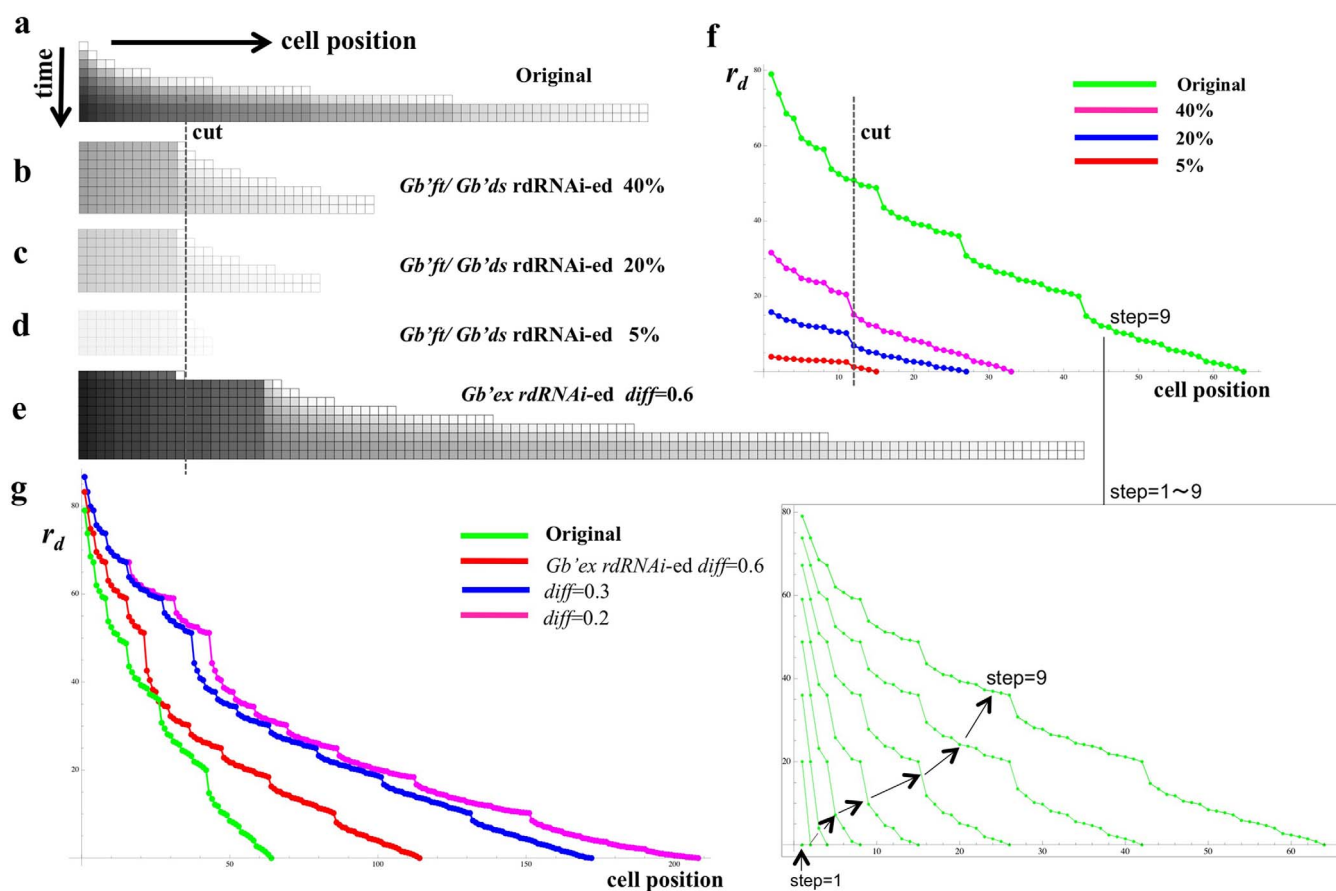 a
cell position
time
Original
cut
b
Gb'ft/ Gb'ds rdRNAi-ed 40%
c
Gb'ft/ Gb'ds rdRNAi-ed 20%
d
Gb'ft/ Gb'ds rdRNAi-ed 5%
e
Gb'ex rdRNAi-ed diff=0.6
f
r_d
80
60
40
20
cut
Original
40%
20%
5%
step=9
10 20 30 40 50 60
cell position
step=1～9
80
70
60
50
40
30
20
10
0
step=9
10 20 30 40 50 60
step=1
g
r_d
80
60
40
20
Original
Gb'ex rdRNAi-ed diff=0.6
diff=0.3
diff=0.2
50 100 150 200
cell position